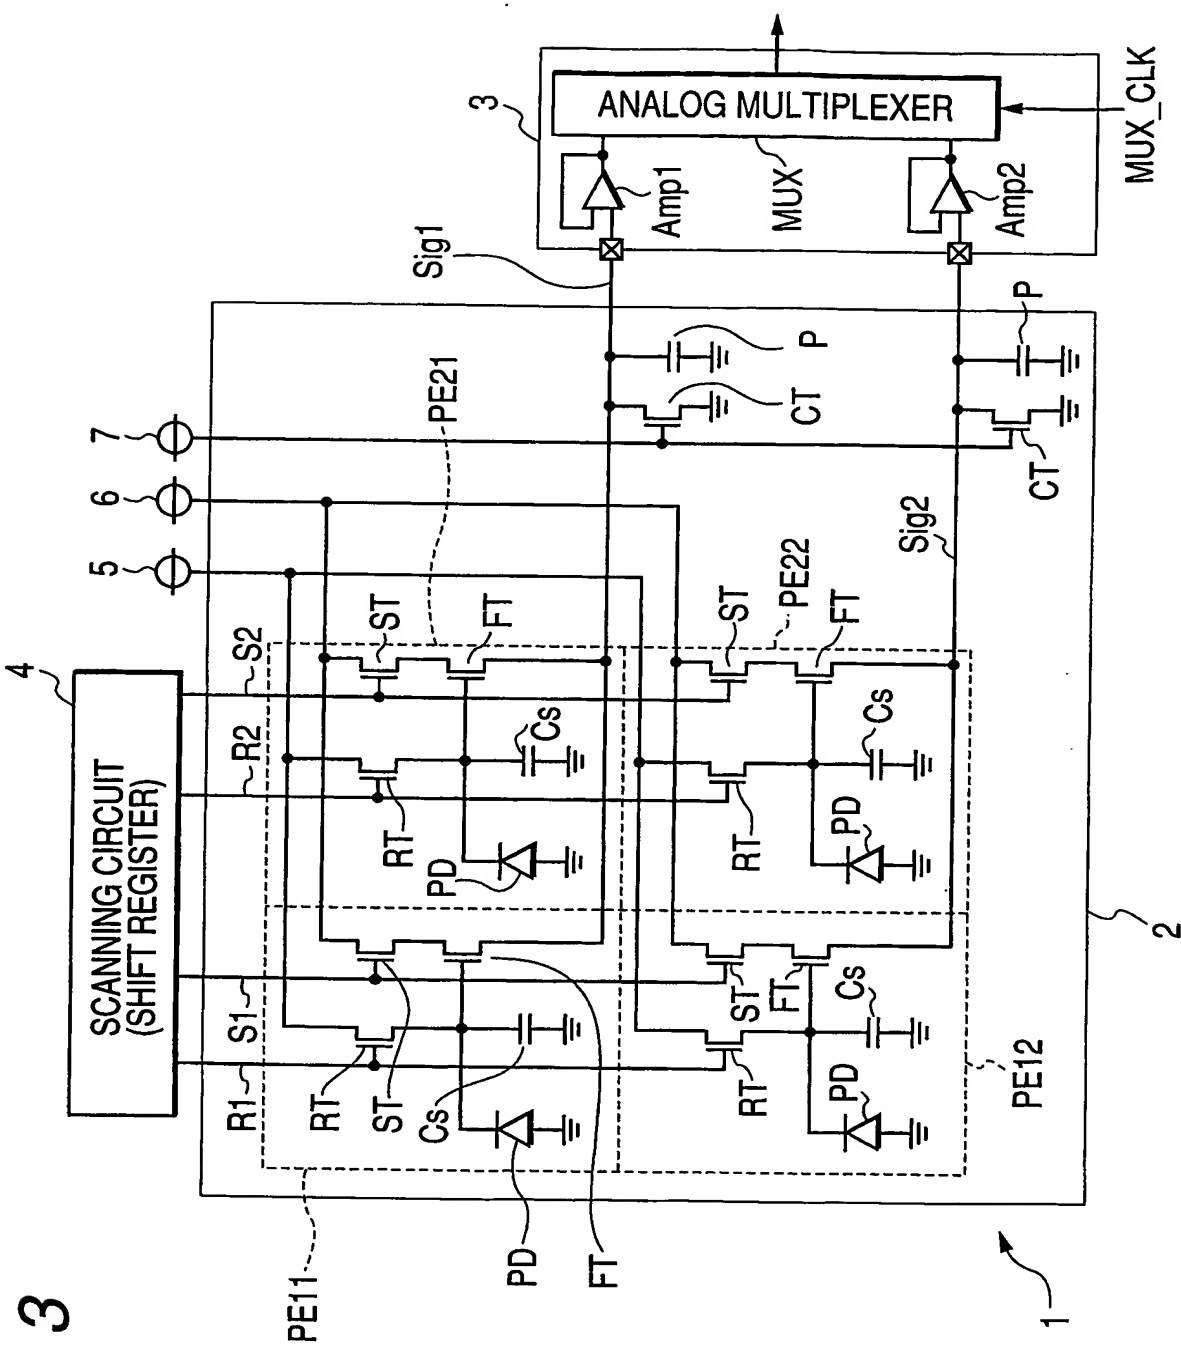 3
SCANNING CIRCUIT
(SHIFT REGISTER)
4
5
6
7
R1
S1
R2
S2
PE11
PE21
PE12
PE22
RT
ST
Cs
PD
FT
RT
PD
Cs
ST
FT
RT
ST
FT
Cs
PD
RT
PD
Cs
ST
FT
Sig1
Sig2
CT
P
CT
P
3
ANALOG MULTIPLEXER
MUX
Amp1
Amp2
MUX_CLK
2
1